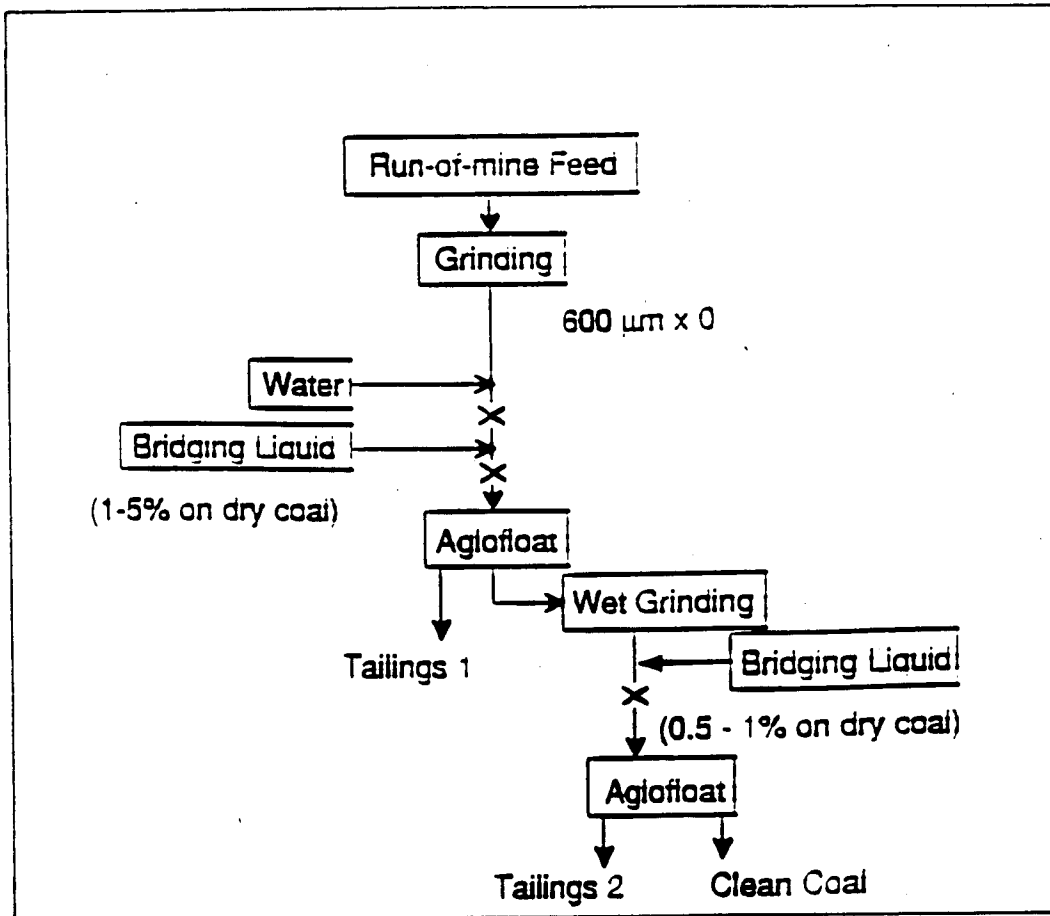 Run-of-mine Feed
Grinding
600 µm x 0
Water
Bridging Liquid
(1-5% on dry coal)
Aglofloat
Wet Grinding
Tailings 1
Bridging Liquid
(0.5 - 1% on dry coal)
Aglofloat
Tailings 2
Clean Coal